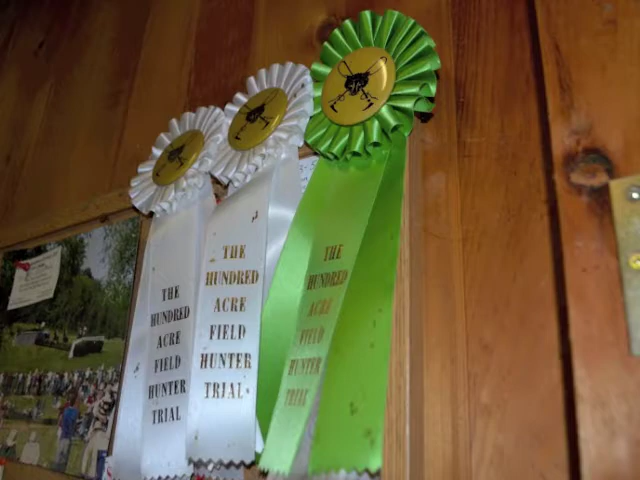 THE
HUNDRED
ACRE
FIELD
HUNTER
TRIAL
THE
HUNDRED
ACRE
FIELD
HUNTER
TRIAL
THE
HUNDRED
ACRE
FIELD
HUNTER
TRIAL